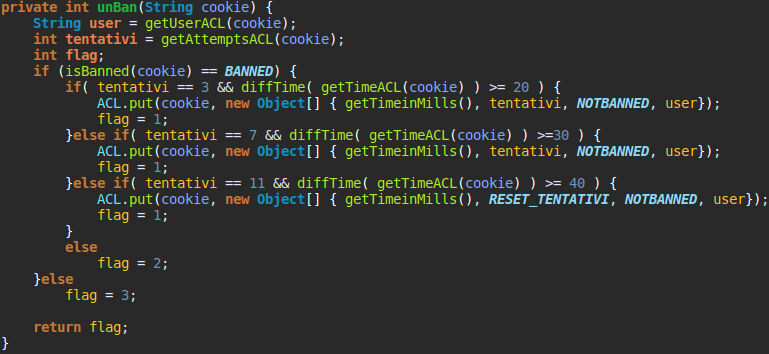 private int unBan(String cookie) {
    String user = getUserACL(cookie);
    int tentativi = getAttemptsACL(cookie);
    int flag;
    if (isBanned(cookie) == BANNED) {
        if( tentativi == 3 && diffTime( getTimeACL(cookie) ) >= 20 ) {
            ACL.put(cookie, new Object[] { getTimeinMills(), tentativi, NOTBANNED, user});
            flag = 1;
        }else if( tentativi == 7 && diffTime( getTimeACL(cookie) ) >=30 ) {
            ACL.put(cookie, new Object[] { getTimeinMills(), tentativi, NOTBANNED, user});
            flag = 1;
        }else if( tentativi == 11 && diffTime( getTimeACL(cookie) ) >= 40 ) {
            ACL.put(cookie, new Object[] { getTimeinMills(), RESET_TENTATIVI, NOTBANNED, user});
            flag = 1;
        }
        else
            flag = 2;
    }else
        flag = 3;

    return flag;
}